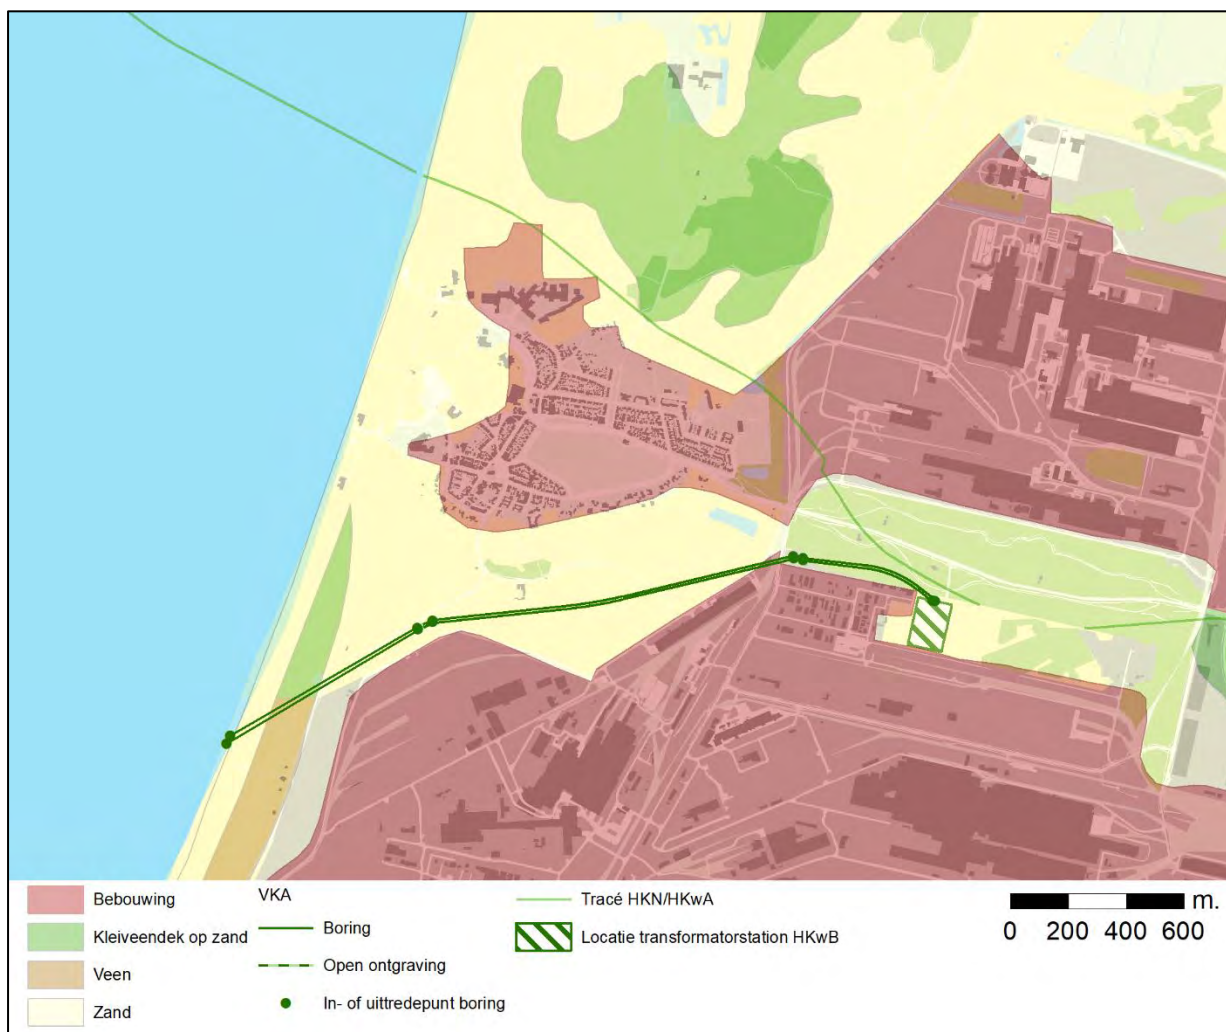 Bebouwing
Kleiveendek op zand
Veen
Zand
VKA
Boring
Open ontgraving
In- of uittredepunt boring
Tracé HKN/HKwA
Locatie transformatorstation HKwB
m.
0 200 400 600